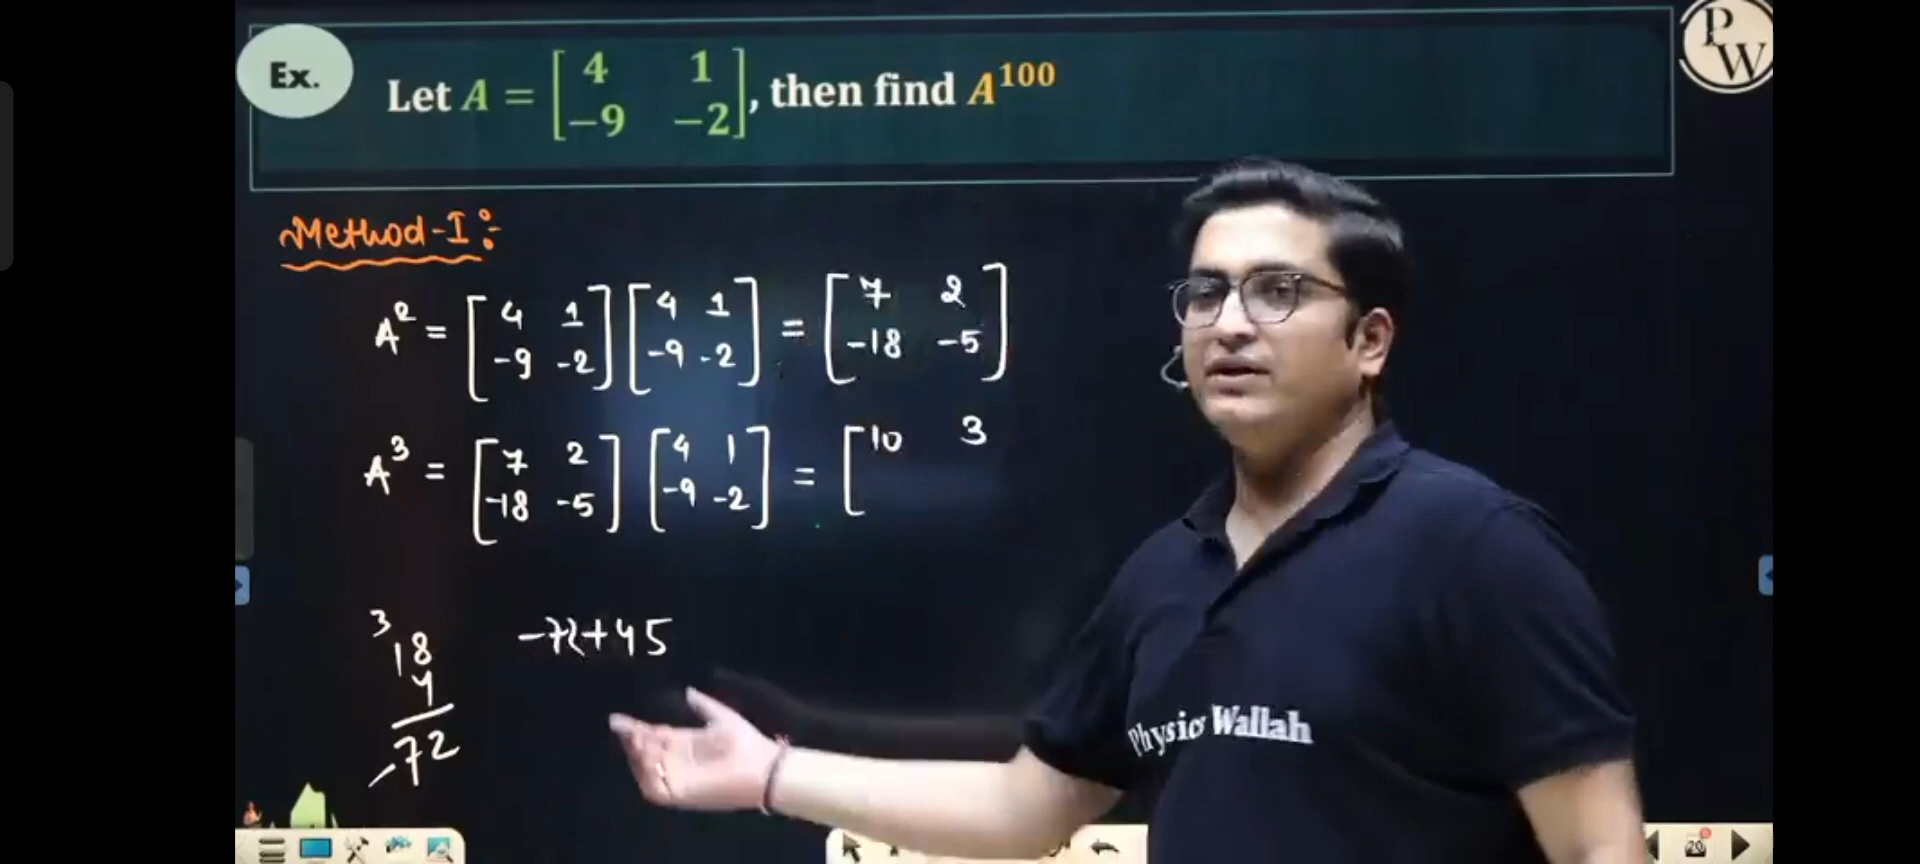 Ex.
Let A = [4 1 -9 -2], then find A^100
PW
Method-I:-
A^2 = [4 1 -9 -2] [4 1 -9 -2] = [7 2 -18 -5]
A^3 = [7 2 -18 -5] [4 1 -9 -2] = [10 3
3
18
4
-72
-72+45
Physics Wallah
20